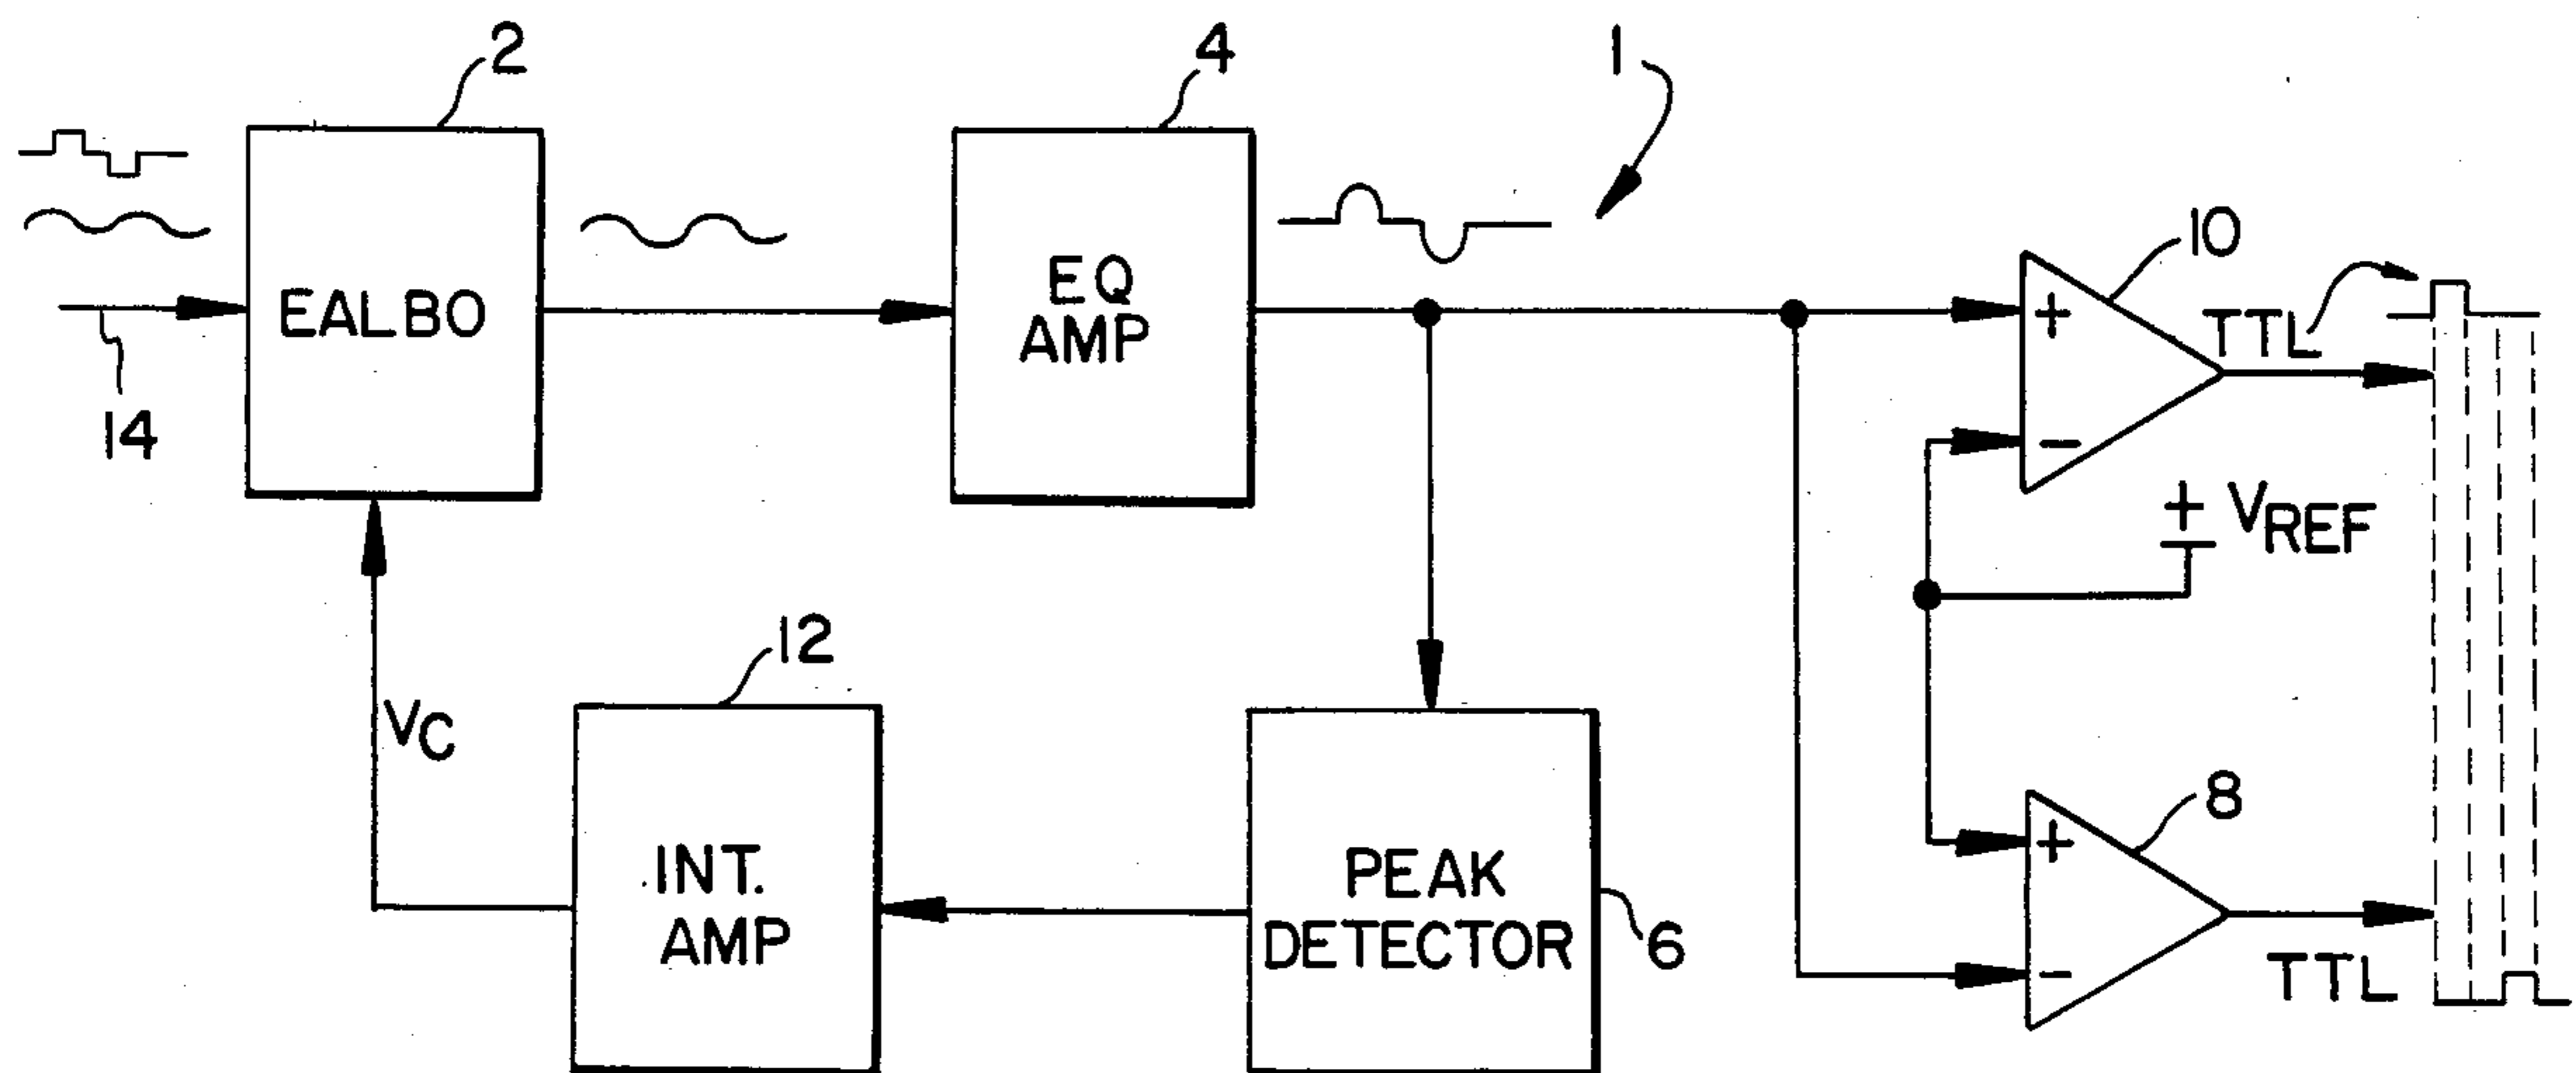 2
4
1
10
EALBO
EQ
AMP
+
TTL
14
-
+ VREF
12
VC
8
+
INT.
AMP
PEAK
DETECTOR
6
-
TTL